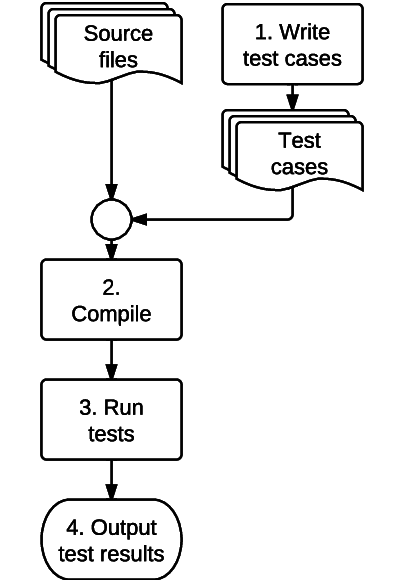 Source
files
1. Write
test cases
Test
cases
2.
Compile
3. Run
tests
4. Output
test results